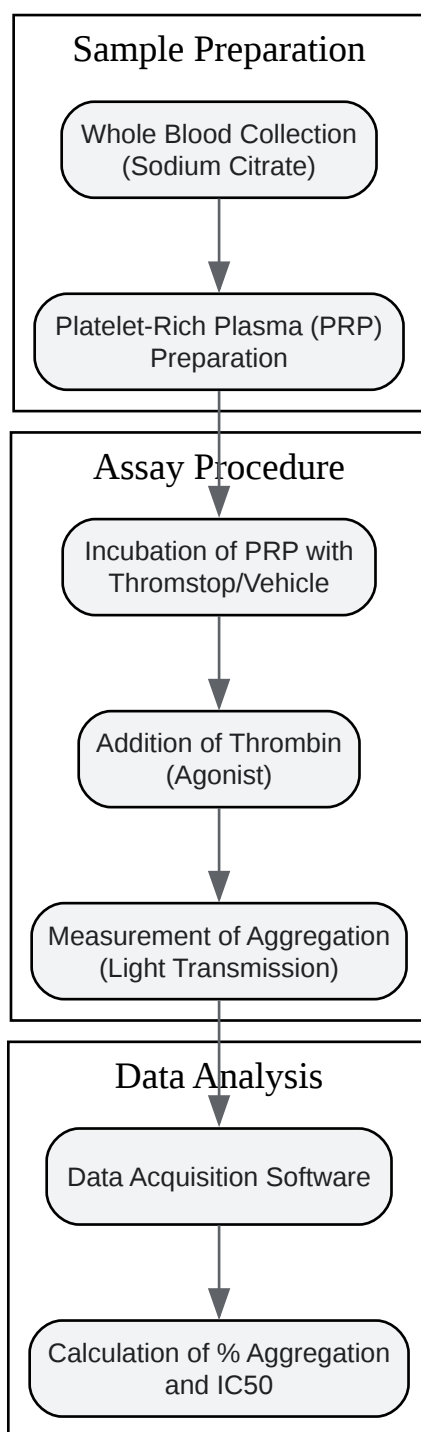 Sample Preparation
Whole Blood Collection
(Sodium Citrate)
Platelet-Rich Plasma (PRP)
Preparation
Assay Procedure
Incubation of PRP with
Thromstop/Vehicle
Addition of Thrombin
(Agonist)
Measurement of Aggregation
(Light Transmission)
Data Analysis
Data Acquisition Software
Calculation of % Aggregation
and IC50